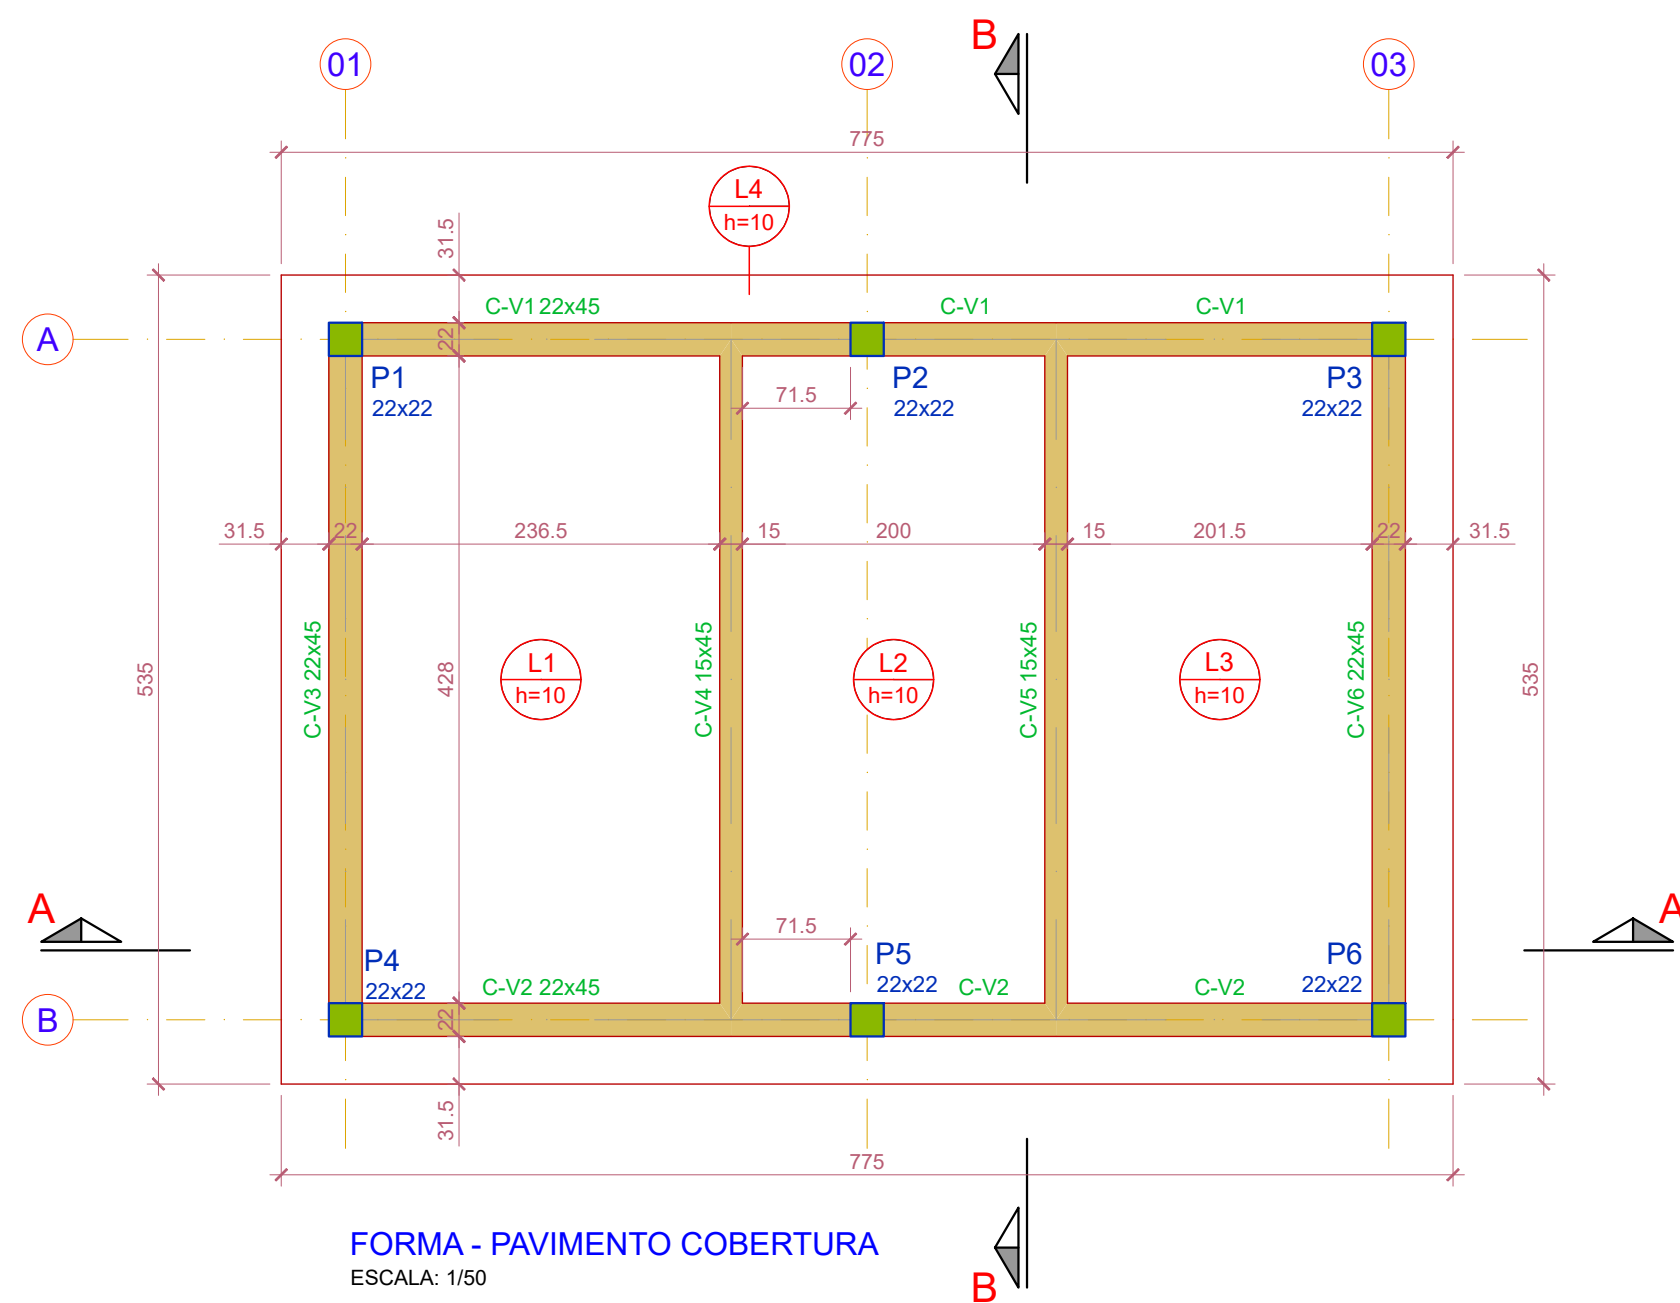 B
01
02
03
775
L4
h=10
31.5
C-V1 22x45
C-V1
C-V1
A
22
P1
22x22
P2
22x22
P3
22x22
71.5
31.5
22
236.5
15
200
15
201.5
22
31.5
535
C-V3 22x45
428
L1
h=10
C-V4 15x45
L2
h=10
C-V5 15x45
L3
h=10
C-V6 22x45
535
A
A
71.5
P4
22x22
P5
22x22
P6
22x22
C-V2 22x45
C-V2
C-V2
B
22
31.5
775
FORMA - PAVIMENTO COBERTURA
ESCALA: 1/50
B